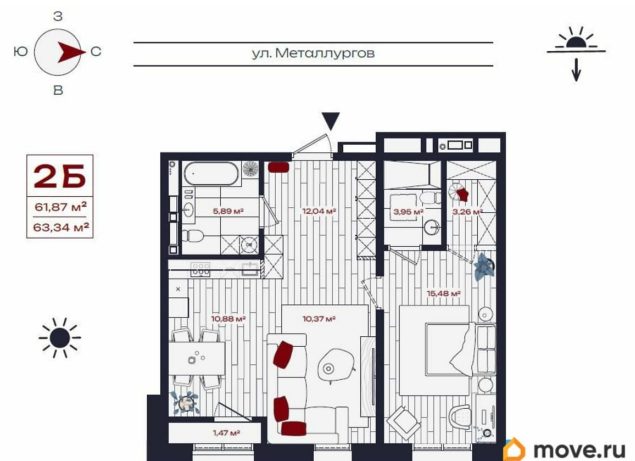 З
Ю
С
В
ул. Металлургов
2Б
61,87 м²
63,34 м²
5.89 м²
12.04 м²
3.95 м²
3.26 м²
15.48 м²
10.88 м²
10.37 м²
1.47 м²
move.ru